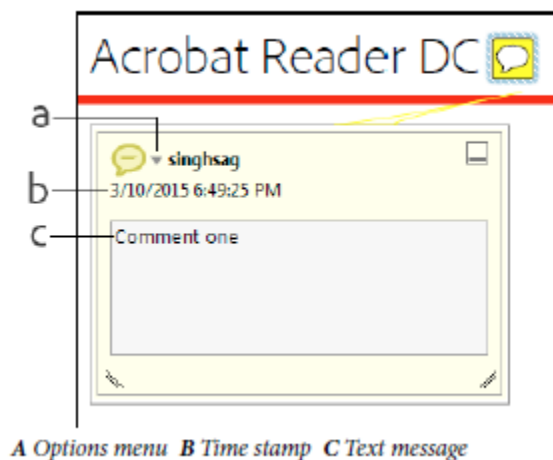 Acrobat Reader DC
a
singhsag
b
3/10/2015 6:49:25 PM
c
Comment one
A Options menu B Time stamp C Text message